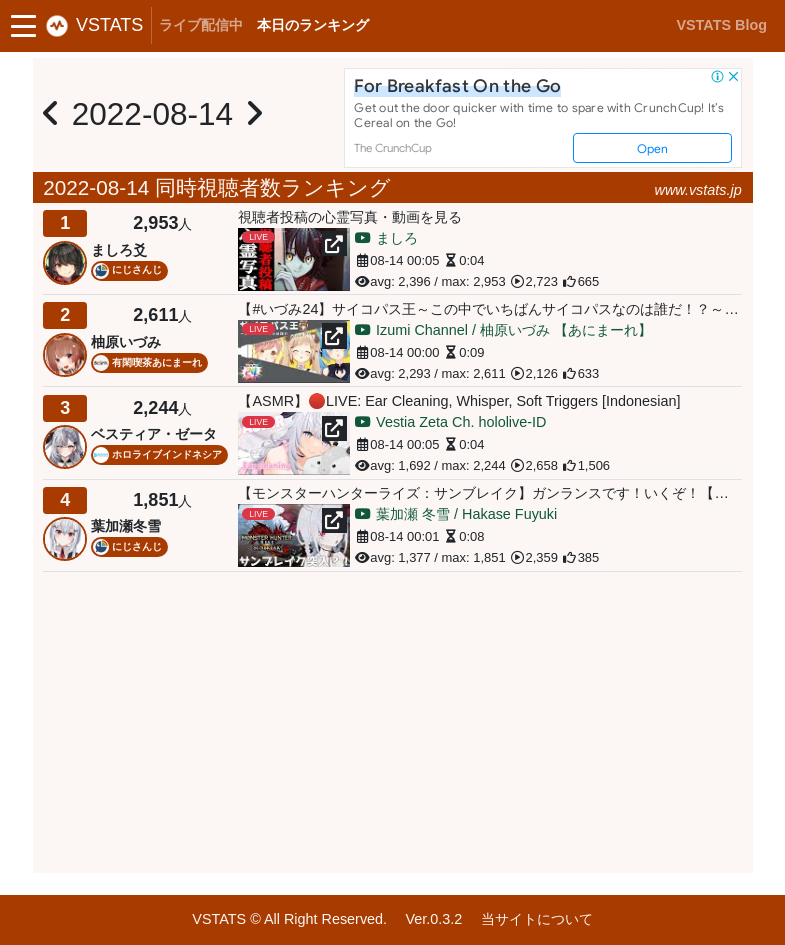 VSTATS ライブ配信中 本日のランキング VSTATS Blog
2022-08-14
For Breakfast On the Go
Get out the door quicker with time to spare with CrunchCup! It's
Cereal on the Go!
The CrunchCup
Open
2022-08-14 同時視聴者数ランキング www.vstats.jp
1 2,953人
ましろ爻
にじさんじ
視聴者投稿の心霊写真・動画を見る
LIVE
ましろ
08-14 00:05 0:04
avg: 2,396 / max: 2,953 2,723 665
2 2,611人
柚原いづみ
有閑喫茶あにまーれ
【#いづみ24】サイコパス王～この中でいちばんサイコパスなのは誰だ！？～…
LIVE
Izumi Channel / 柚原いづみ 【あにまーれ】
08-14 00:00 0:09
avg: 2,293 / max: 2,611 2,126 633
3 2,244人
ベスティア・ゼータ
ホロライブインドネシア
【ASMR】🔴LIVE: Ear Cleaning, Whisper, Soft Triggers [Indonesian]
LIVE
Vestia Zeta Ch. hololive-ID
08-14 00:05 0:04
avg: 1,692 / max: 2,244 2,658 1,506
4 1,851人
葉加瀬冬雪
にじさんじ
【モンスターハンターライズ：サンブレイク】ガンランスです！いくぞ！【…
LIVE
MONSTER HUNTER
葉加瀬 冬雪 / Hakase Fuyuki
08-14 00:01 0:08
avg: 1,377 / max: 1,851 2,359 385
VSTATS © All Right Reserved. Ver.0.3.2 当サイトについて